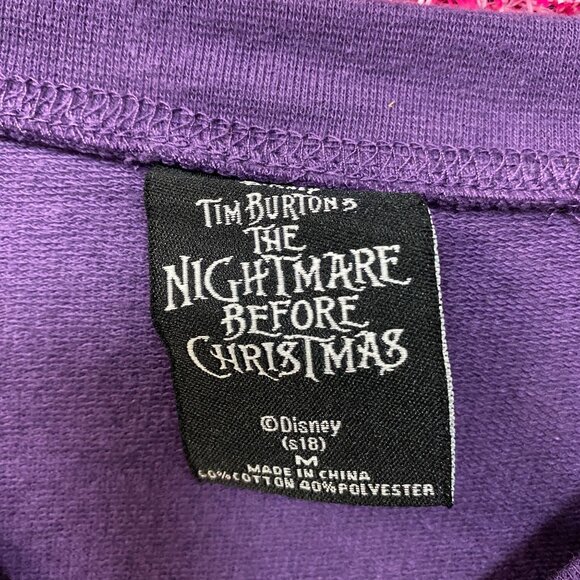 TIM BURTON'S
THE
NIGHTMARE
BEFORE
CHRISTMAS
©Disney
(s18)
M
MADE IN CHINA
60%COTTON 40%POLYESTER